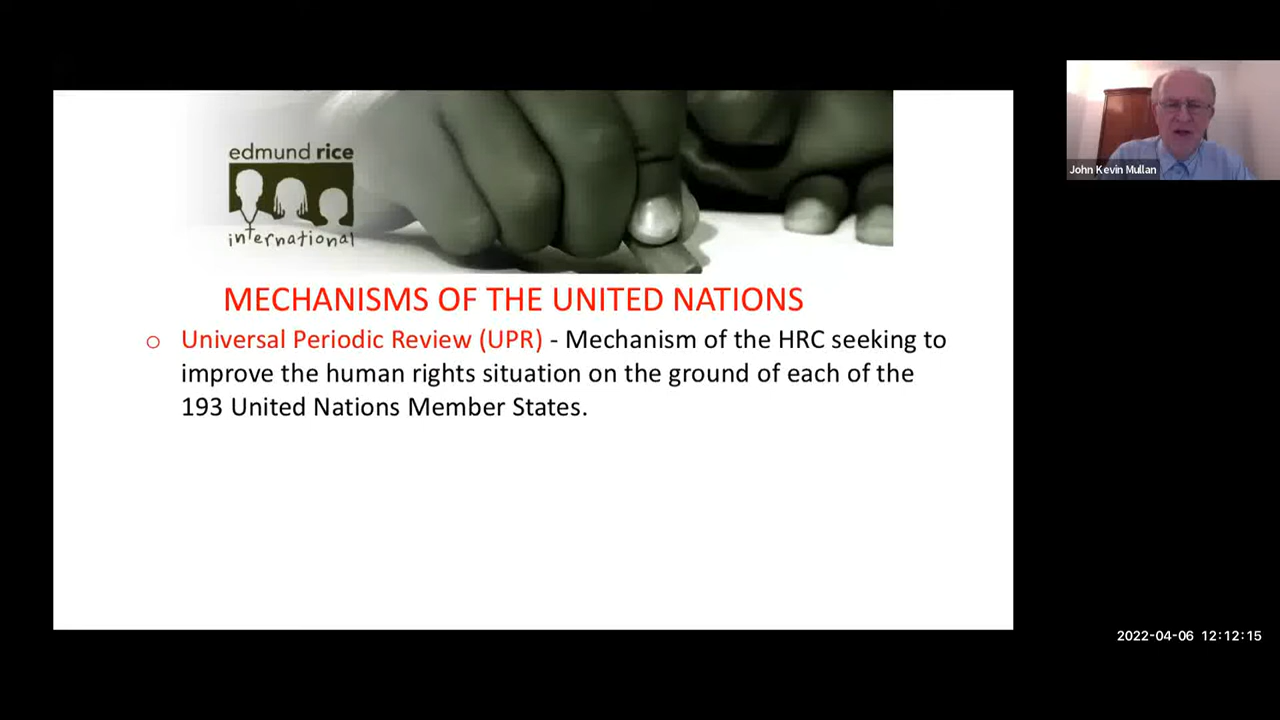 edmund rice
international
MECHANISMS OF THE UNITED NATIONS
○ Universal Periodic Review (UPR) - Mechanism of the HRC seeking to
improve the human rights situation on the ground of each of the
193 United Nations Member States.
John Kevin Mullan
2022-04-06 12:12:15